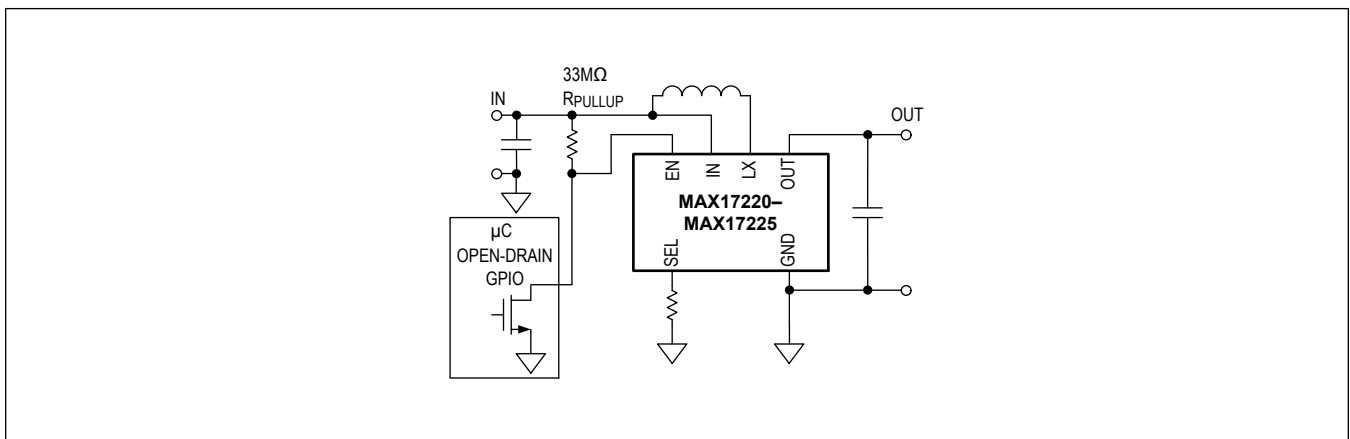 33MΩ
RPULLUP
IN
OUT
EN
IN
LX
OUT
MAX17220–
MAX17225
SEL
GND
µC
OPEN-DRAIN
GPIO